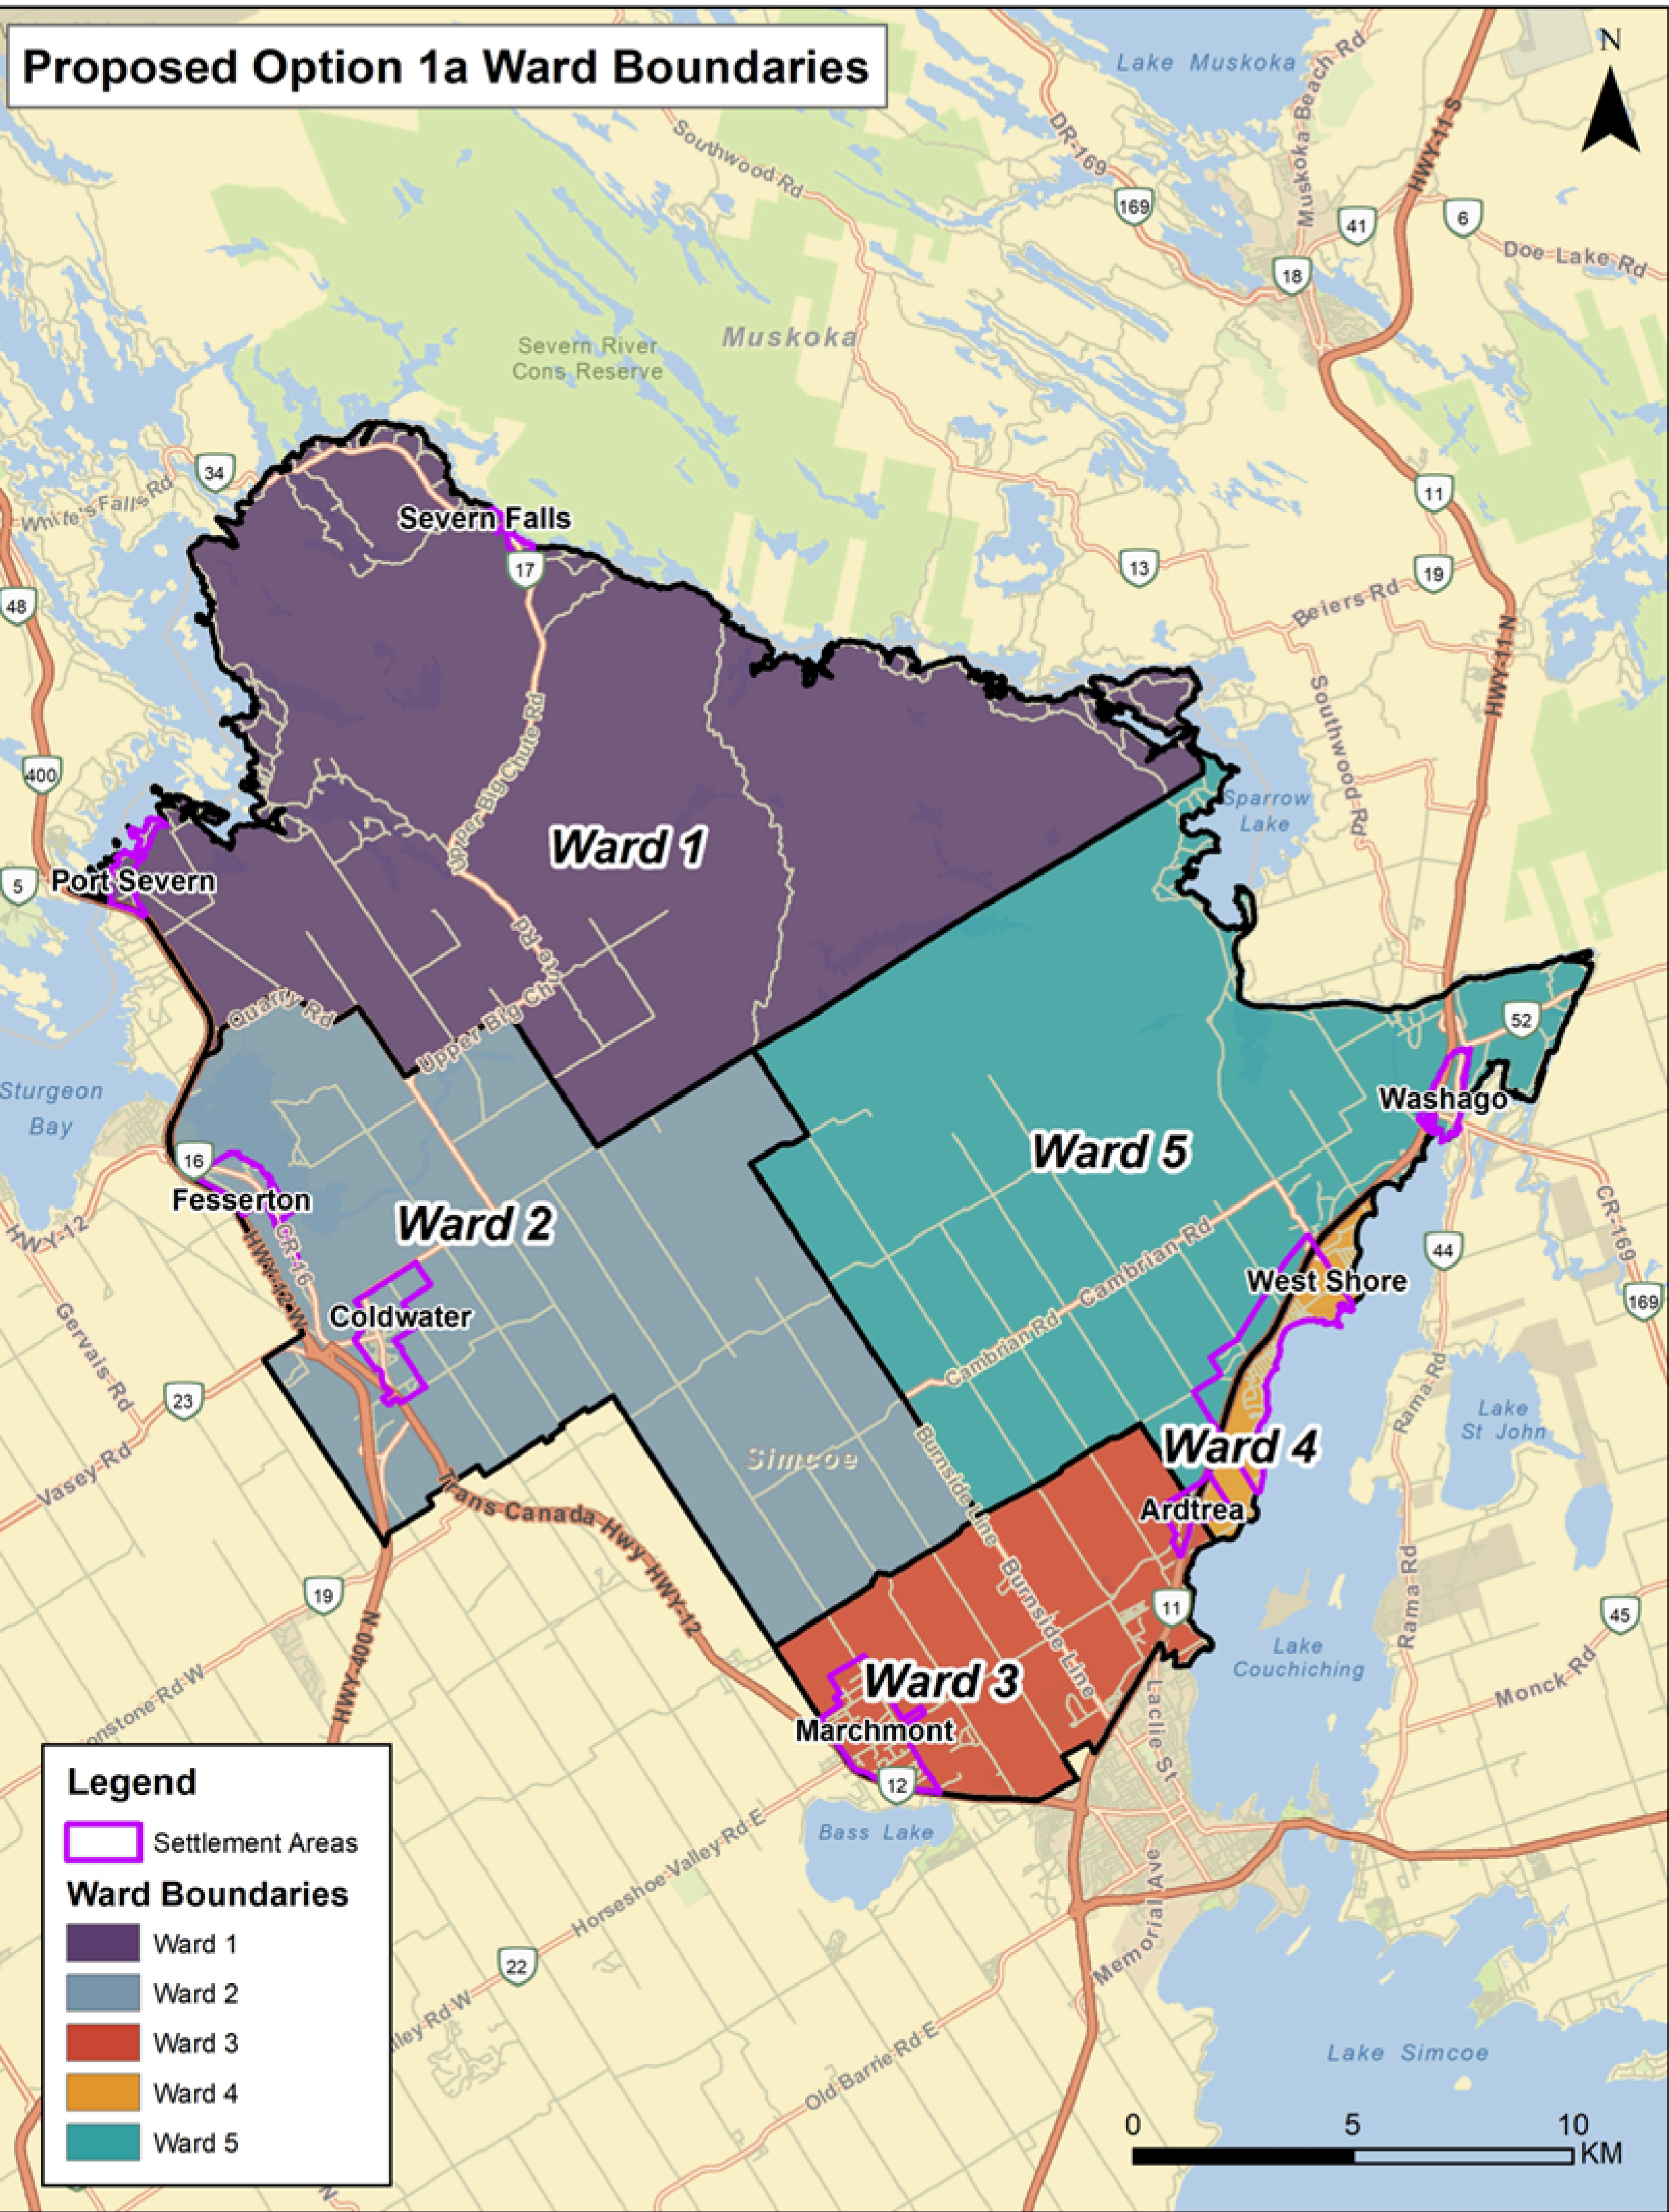 Proposed Option 1a Ward Boundaries
N
Lake Muskoka
Muskoka Beach Rd
HWY-11 S
Southwood Rd
DR-169
169
41
6
Doe Lake Rd
18
Severn River
Cons Reserve
Muskoka
34
White's Falls Rd
11
Severn Falls
17
13
19
Beiers Rd
48
HWY-11 N
Southwood Rd
Upper Big Chute Rd
400
Sparrow
Lake
Ward 1
5
Port Severn
Upper Big Chute Rd
Quarry Rd
52
Sturgeon
Bay
Washago
16
Ward 5
Fesserton
Ward 2
HWY-12
CR-16
HWY-12 W
CR-169
44
Cambrian Rd
West Shore
169
Coldwater
Gervais Rd
Cambrian Rd
23
Rama Rd
Lake
St John
Vasey Rd
Simcoe
Burnside Line
Ward 4
Trans Canada Hwy
HWY-12
Ardtrea
19
Burnside Line
11
Rama Rd
45
HWY-400 N
Lake
Couchiching
Ward 3
Monck Rd
Laclie St
Marchmont
12
Bass Lake
Horseshoe Valley Rd E
Memorial Ave
22
Old Barrie Rd E
Lake Simcoe
Legend
Settlement Areas
Ward Boundaries
Ward 1
Ward 2
Ward 3
Ward 4
Ward 5
0 5 10
KM